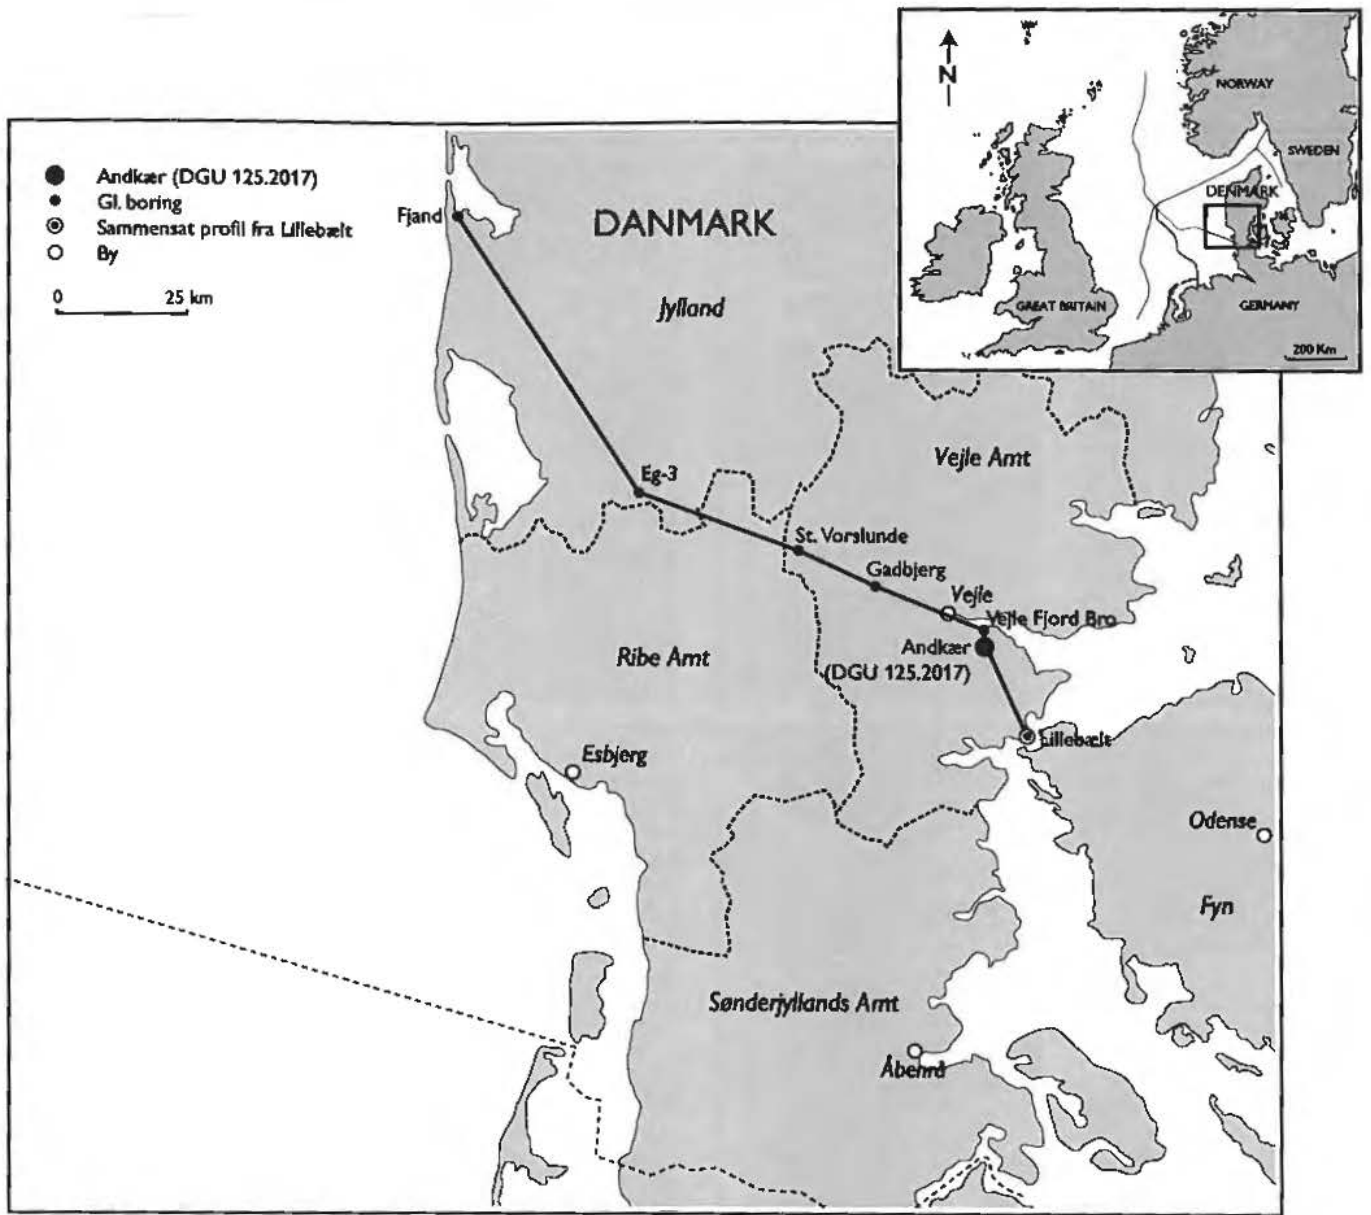 N
NORWAY
SWEDEN
DENMARK
GREAT BRITAIN
GERMANY
200 Km
Andkær (DGU 125.2017)
Gl. boring
Sammensat profil fra Lillebælt
By
0 25 km
Fjand
DANMARK
Jylland
Vejle Amt
Eg-3
St. Vorslunde
Gadbjerg
Vejle
Vejle Fjord Bro
Andkær
(DGU 125.2017)
Ribe Amt
Lillebælt
Esbjerg
Odense
Fyn
Sønderjyllands Amt
Åbenrå